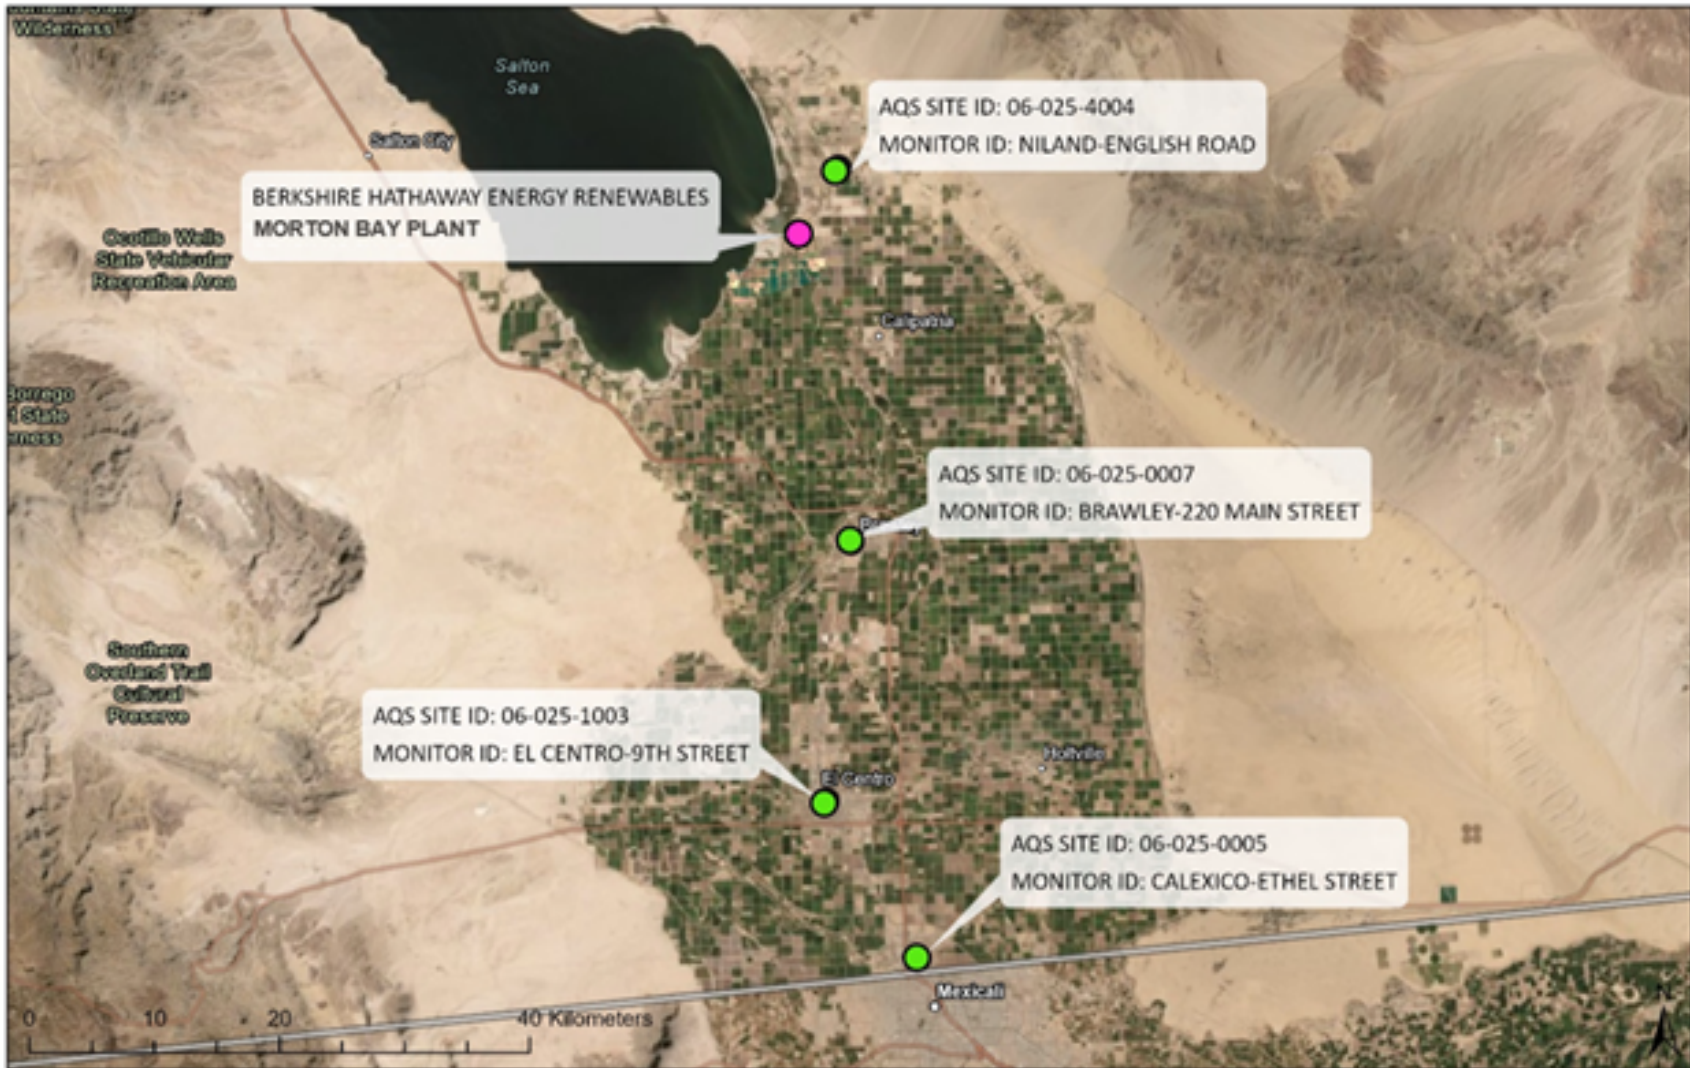 Wilderness
Salton
Sea
Salton City
AQS SITE ID: 06-025-4004
MONITOR ID: NILAND-ENGLISH ROAD
BERKSHIRE HATHAWAY ENERGY RENEWABLES
MORTON BAY PLANT
Ocotillo Wells
State Vehicular
Recreation Area
Calipatria
Borrego
State
erness
AQS SITE ID: 06-025-0007
MONITOR ID: BRAWLEY-220 MAIN STREET
Southern
Overland Trail
Cultural
Preserve
AQS SITE ID: 06-025-1003
MONITOR ID: EL CENTRO-9TH STREET
El Centro
Holtville
AQS SITE ID: 06-025-0005
MONITOR ID: CALEXICO-ETHEL STREET
Mexicali
0 10 20 40 Kilometers
N